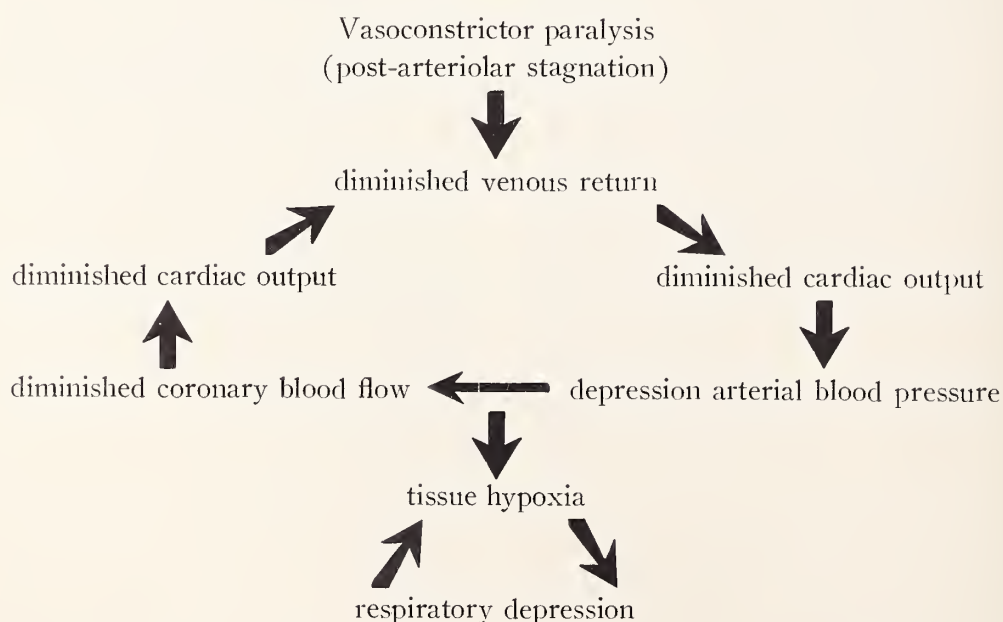 Vasoconstrictor paralysis
(post-arteriolar stagnation)
diminished venous return
diminished cardiac output
diminished cardiac output
diminished coronary blood flow
depression arterial blood pressure
tissue hypoxia
respiratory depression